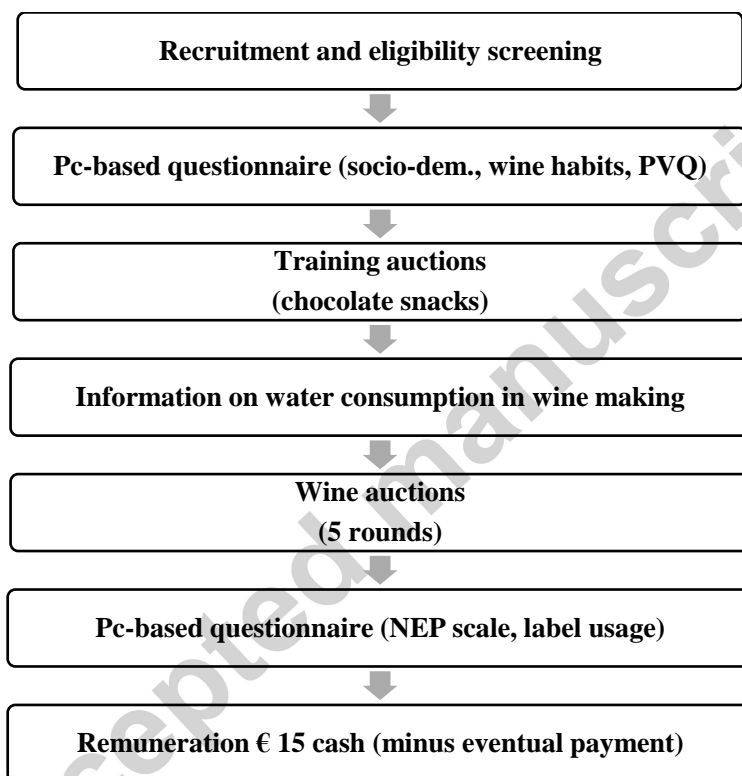 Recruitment and eligibility screening
Pc-based questionnaire (socio-dem., wine habits, PVQ)
Training auctions
(chocolate snacks)
Information on water consumption in wine making
Wine auctions
(5 rounds)
Pc-based questionnaire (NEP scale, label usage)
Remuneration € 15 cash (minus eventual payment)
cepted manuscri